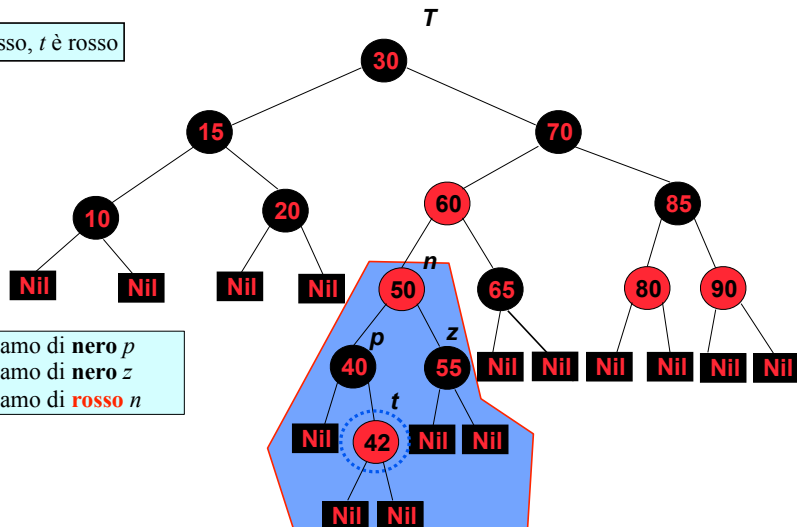 T
sso, t è rosso
30
15
70
10
20
60
85
Nil
Nil
Nil
Nil
n
50
65
80
90
amo di nero p
amo di nero z
amo di rosso n
p
z
40
55
Nil
Nil
Nil
Nil
Nil
Nil
t
Nil
42
Nil
Nil
Nil
Nil